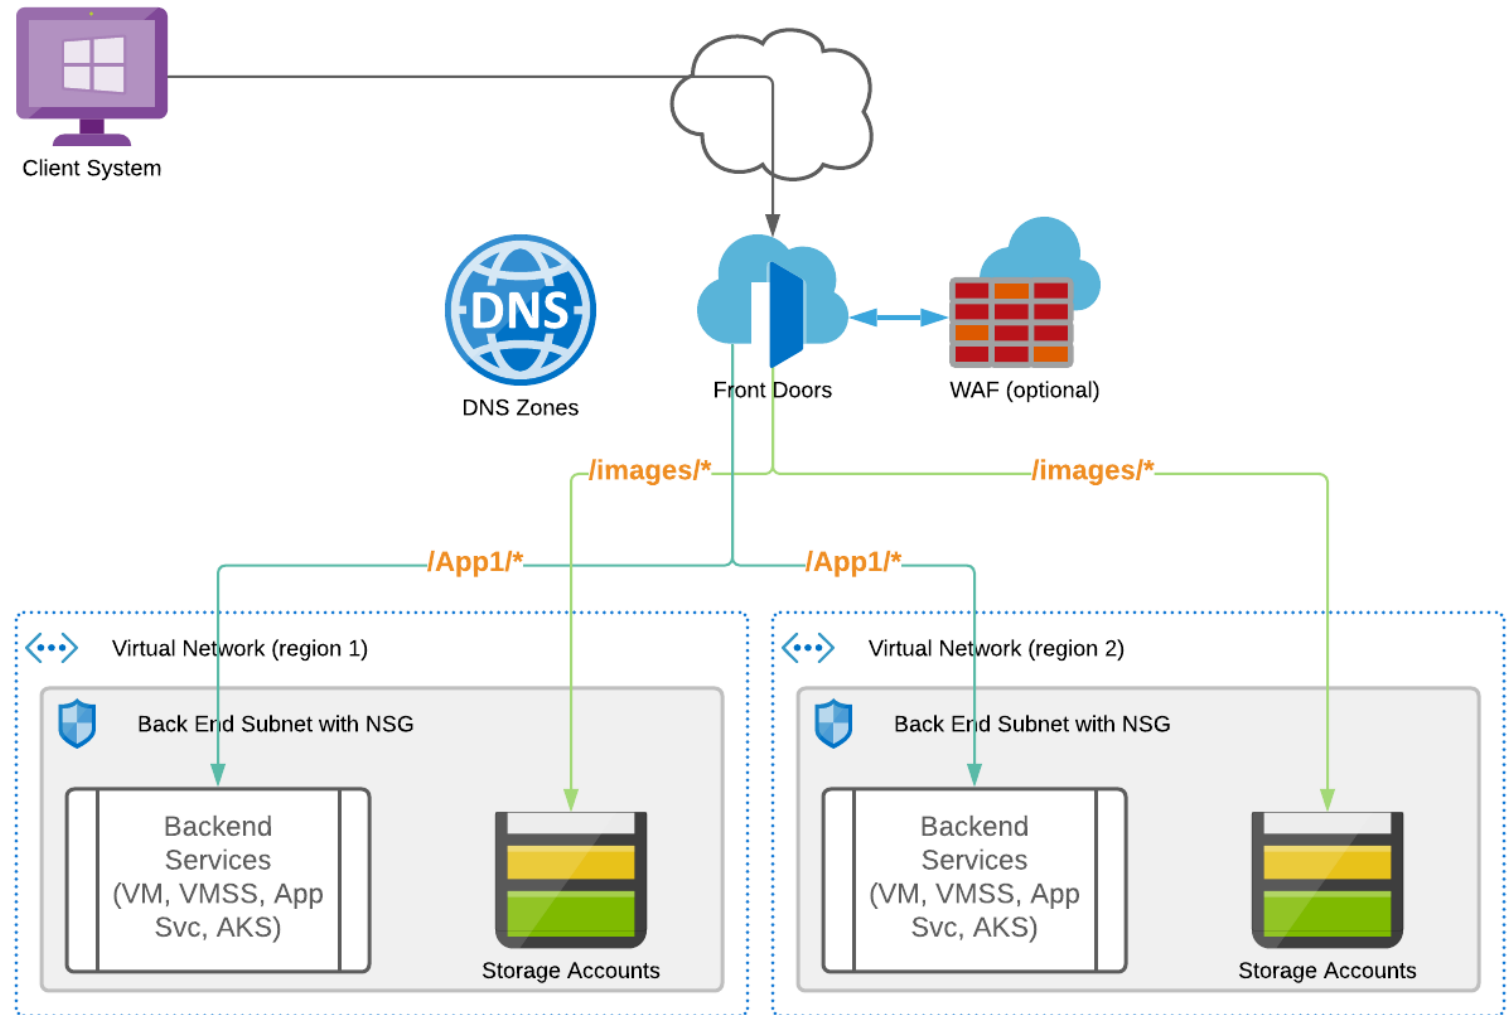 Client System
DNS
DNS Zones
Front Doors
WAF (optional)
/images/*
/images/*
/App1/*
/App1/*
Virtual Network (region 1)
Back End Subnet with NSG
Backend
Services
(VM, VMSS, App
Svc, AKS)
Storage Accounts
Virtual Network (region 2)
Back End Subnet with NSG
Backend
Services
(VM, VMSS, App
Svc, AKS)
Storage Accounts